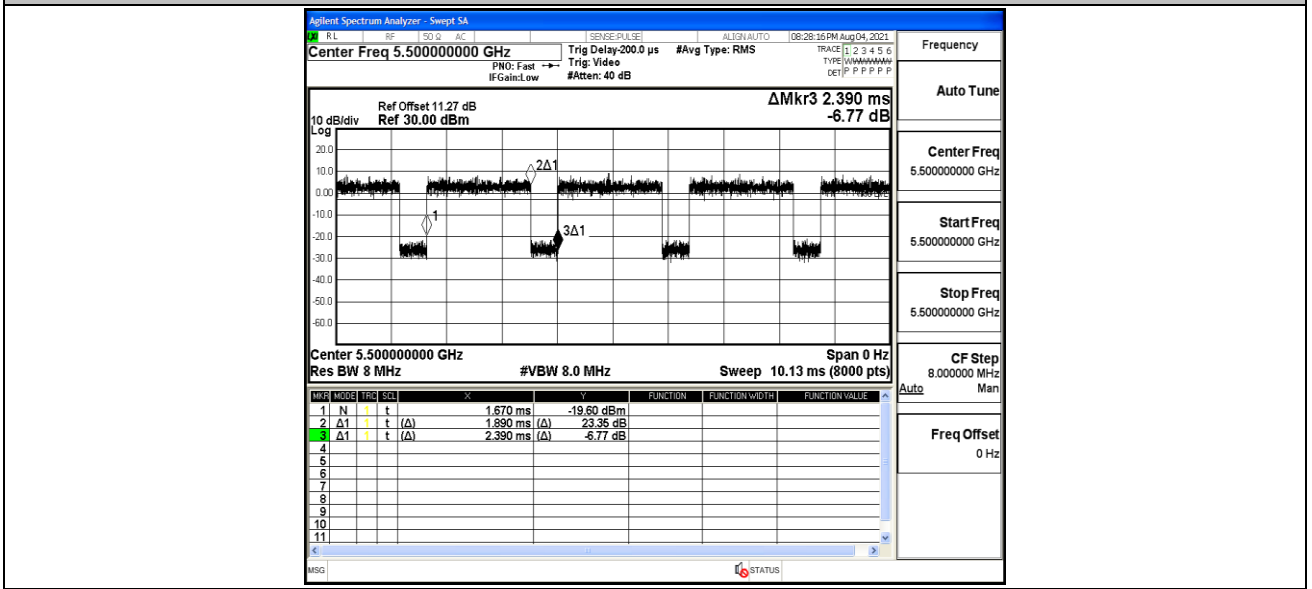 Agilent Spectrum Analyzer - Swept SA
RL RF 50 Ω AC SENSE:PULSE ALIGN AUTO 08:28:16 PM Aug 04, 2021
Center Freq 5.500000000 GHz
PNO: Fast
IFGain:Low
Trig Delay-200.0 µs
Trig: Video
#Atten: 40 dB
#Avg Type: RMS
TRACE 1 2 3 4 5 6
TYPE
DET P P P P P P
ΔMkr3 2.390 ms
-6.77 dB
Ref Offset 11.27 dB
10 dB/div Ref 30.00 dBm
Log
20.0
10.0
0.00
-10.0
-20.0
-30.0
-40.0
-50.0
-60.0
2Δ1
1
3Δ1
Center 5.500000000 GHz Span 0 Hz
Res BW 8 MHz #VBW 8.0 MHz Sweep 10.13 ms (8000 pts)
MKR MODE TRC SCL X Y FUNCTION FUNCTION WIDTH FUNCTION VALUE
1 N 1 t 1.670 ms -19.60 dBm
2 Δ1 1 t (Δ) 1.890 ms (Δ) 23.35 dB
3 Δ1 1 t (Δ) 2.390 ms (Δ) -6.77 dB
4
5
6
7
8
9
10
11
MSG STATUS
Frequency
Auto Tune
Center Freq
5.500000000 GHz
Start Freq
5.500000000 GHz
Stop Freq
5.500000000 GHz
CF Step
8.000000 MHz
Auto Man
Freq Offset
0 Hz